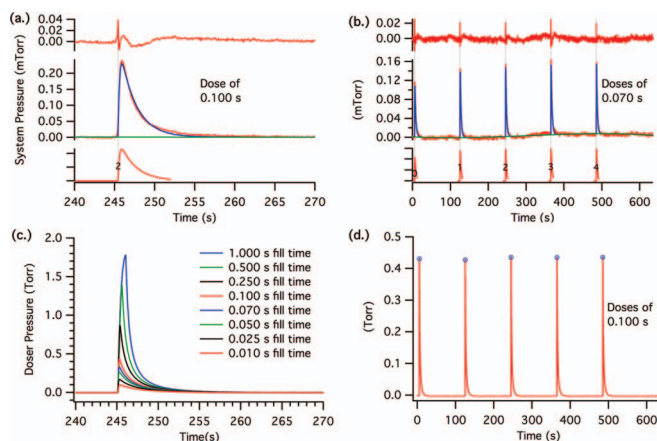 (a.)
0.04
0.02
0.00
0.20
0.15
0.10
0.05
0.00
System Pressure (mTorr)
Dose of
0.100 s
2
240 245 250 255 260 265 270
Time (s)
(b.)
0.02
0.00
0.16
0.12
0.08
0.04
0.00
(mTorr)
Doses of
0.070 s
0 1 2 3 4
0 100 200 300 400 500 600
Time (s)
(c.)
2.0
1.5
1.0
0.5
0.0
Doser Pressure (Torr)
1.000 s fill time
0.500 s fill time
0.250 s fill time
0.100 s fill time
0.070 s fill time
0.050 s fill time
0.025 s fill time
0.010 s fill time
240 245 250 255 260 265 270
Time(s)
(d.)
0.5
0.4
0.3
0.2
0.1
0.0
(Torr)
Doses of
0.100 s
0 100 200 300 400 500 600
Time (s)